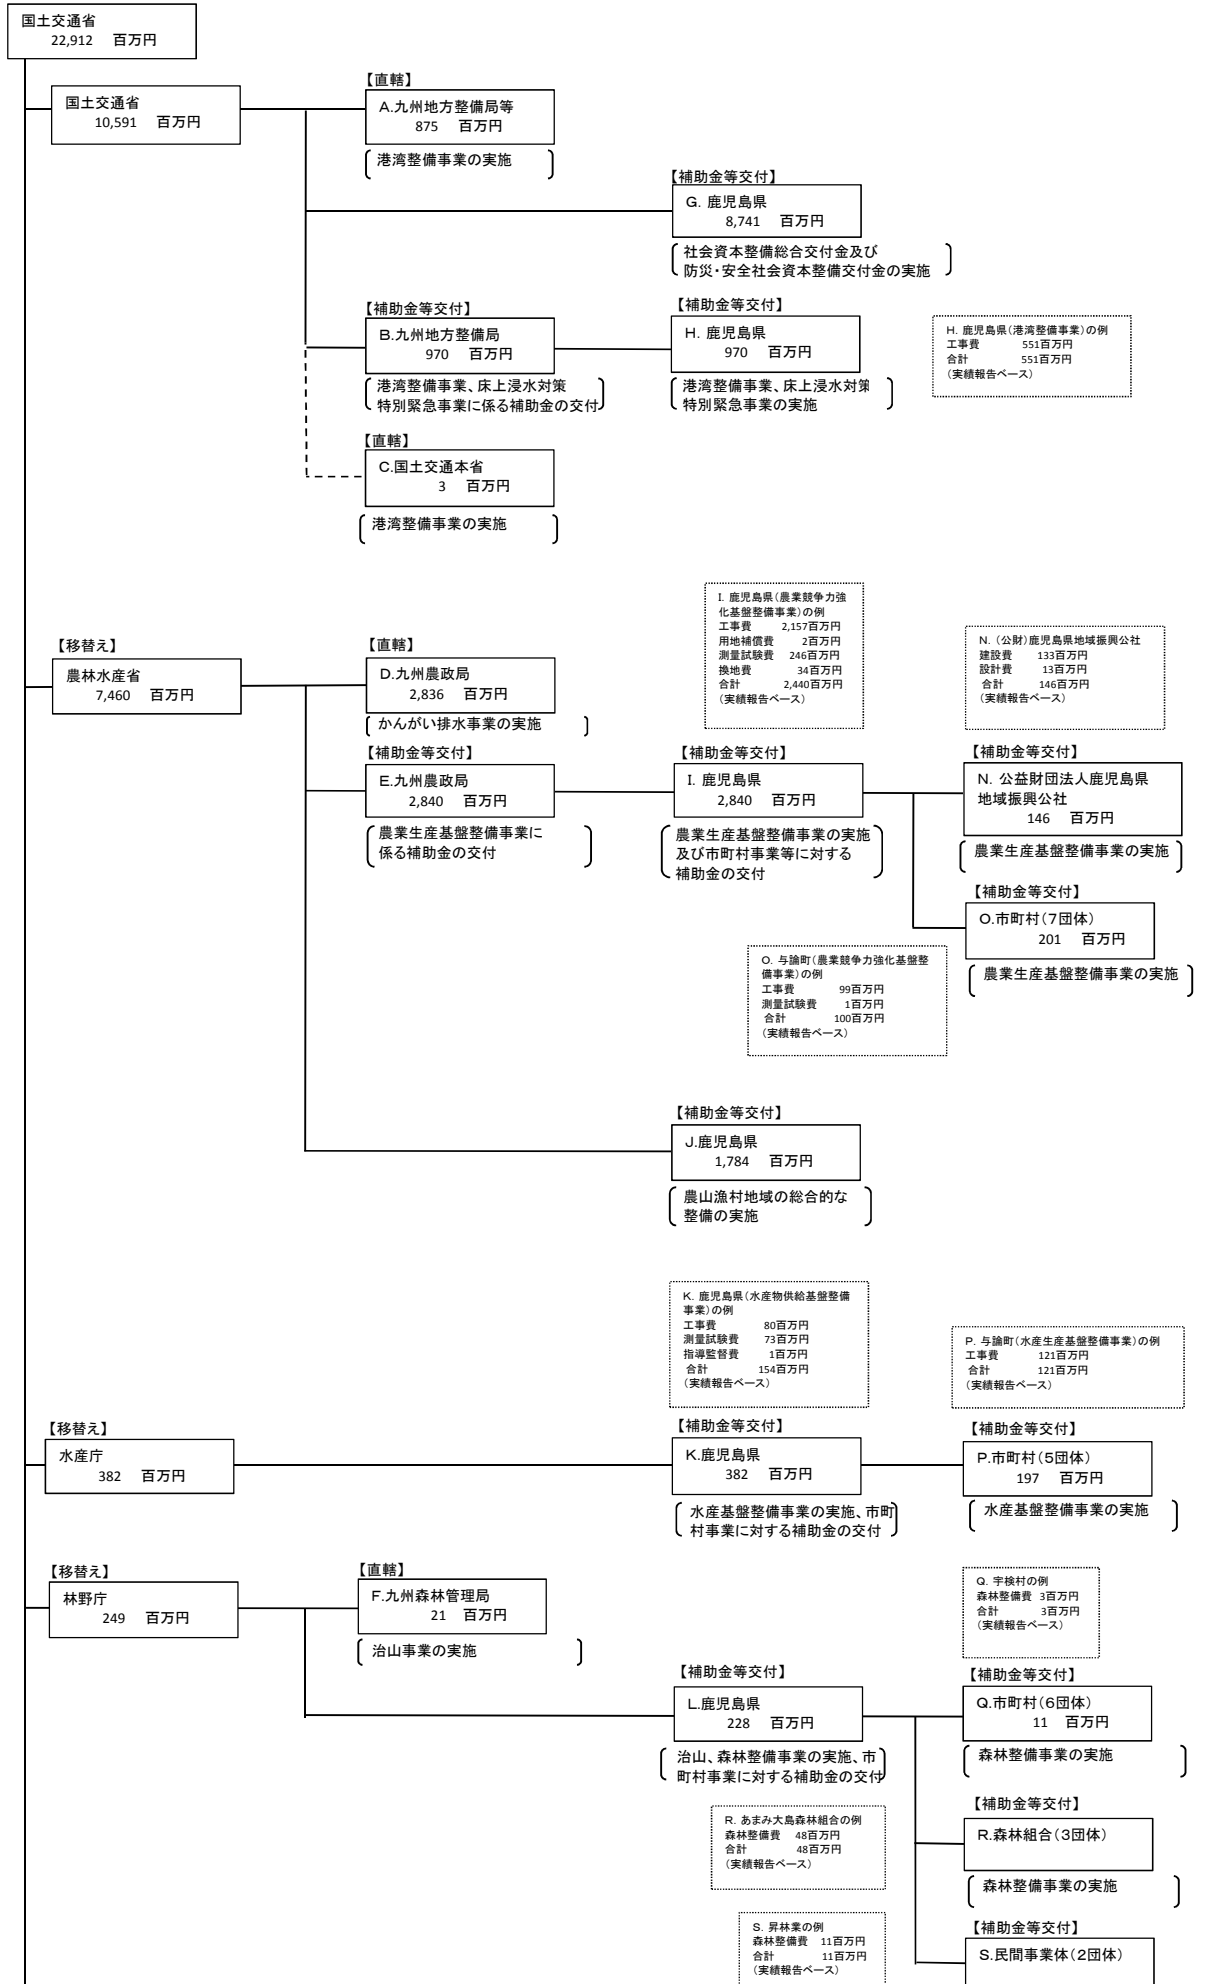 国土交通省
22,912 百万円
国土交通省
10,591 百万円
【直轄】
A.九州地方整備局等
875 百万円
港湾整備事業の実施
【補助金等交付】
G. 鹿児島県
8,741 百万円
社会資本整備総合交付金及び
防災・安全社会資本整備交付金の実施
【補助金等交付】
B.九州地方整備局
970 百万円
港湾整備事業、床上浸水対策
特別緊急事業に係る補助金の交付
【補助金等交付】
H. 鹿児島県
970 百万円
港湾整備事業、床上浸水対策
特別緊急事業の実施
H. 鹿児島県(港湾整備事業)の例
工事費 551百万円
合計 551百万円
(実績報告ベース)
【直轄】
C.国土交通本省
3 百万円
港湾整備事業の実施
【移替え】
農林水産省
7,460 百万円
【直轄】
D.九州農政局
2,836 百万円
かんがい排水事業の実施
I. 鹿児島県(農業競争力強
化基盤整備事業)の例
工事費 2,157百万円
用地補償費 2百万円
測量試験費 246百万円
換地費 34百万円
合計 2,440百万円
(実績報告ベース)
N. (公財)鹿児島県地域振興公社
建設費 133百万円
設計費 13百万円
合計 146百万円
(実績報告ベース)
【補助金等交付】
E.九州農政局
2,840 百万円
農業生産基盤整備事業に
係る補助金の交付
【補助金等交付】
I. 鹿児島県
2,840 百万円
農業生産基盤整備事業の実施
及び市町村事業等に対する
補助金の交付
【補助金等交付】
N. 公益財団法人鹿児島県
地域振興公社
146 百万円
農業生産基盤整備事業の実施
【補助金等交付】
O.市町村(7団体)
201 百万円
農業生産基盤整備事業の実施
O. 与論町(農業競争力強化基盤整
備事業)の例
工事費 99百万円
測量試験費 1百万円
合計 100百万円
(実績報告ベース)
【補助金等交付】
J.鹿児島県
1,784 百万円
農山漁村地域の総合的な
整備の実施
K. 鹿児島県(水産物供給基盤整備
事業)の例
工事費 80百万円
測量試験費 73百万円
指導監督費 1百万円
合計 154百万円
(実績報告ベース)
P. 与論町(水産生産基盤整備事業)の例
工事費 121百万円
合計 121百万円
(実績報告ベース)
【移替え】
水産庁
382 百万円
【補助金等交付】
K.鹿児島県
382 百万円
水産基盤整備事業の実施、市町
村事業に対する補助金の交付
【補助金等交付】
P.市町村(5団体)
197 百万円
水産基盤整備事業の実施
【移替え】
林野庁
249 百万円
【直轄】
F.九州森林管理局
21 百万円
治山事業の実施
Q. 宇検村の例
森林整備費 3百万円
合計 3百万円
(実績報告ベース)
【補助金等交付】
L.鹿児島県
228 百万円
治山、森林整備事業の実施、市
町村事業に対する補助金の交付
【補助金等交付】
Q.市町村(6団体)
11 百万円
森林整備事業の実施
R. あまみ大島森林組合の例
森林整備費 48百万円
合計 48百万円
(実績報告ベース)
【補助金等交付】
R.森林組合(3団体)
森林整備事業の実施
S. 昇林業の例
森林整備費 11百万円
合計 11百万円
(実績報告ベース)
【補助金等交付】
S.民間事業体(2団体)